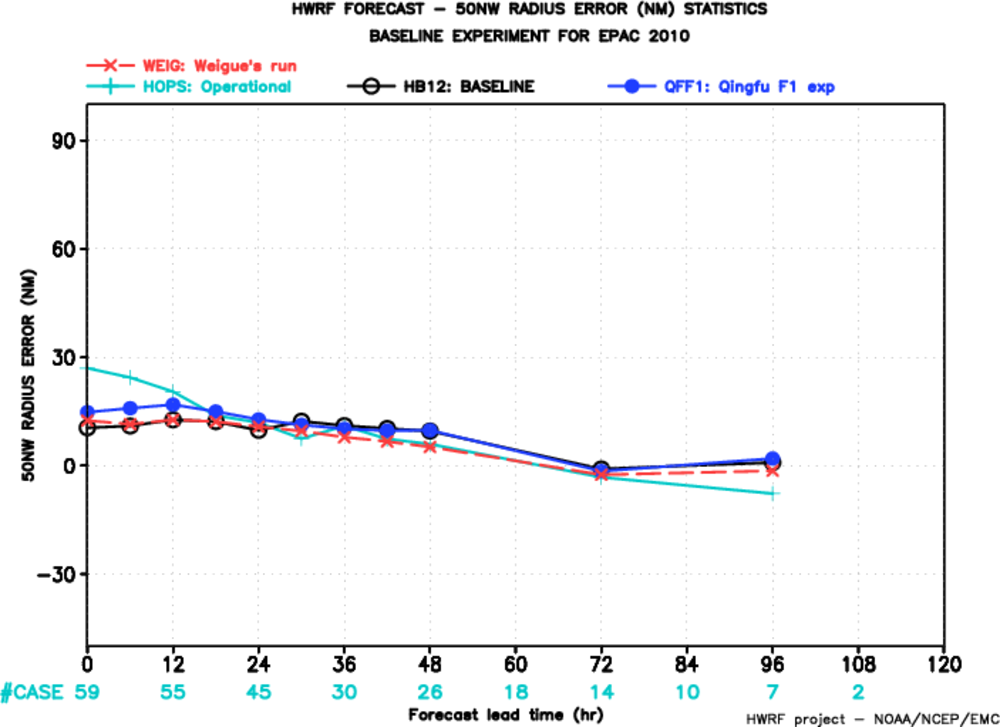 HWRF FORECAST – 50NW RADIUS ERROR (NM) STATISTICS
BASELINE EXPERIMENT FOR EPAC 2010
WEIG: Weigue's run
HOPS: Operational HB12: BASELINE QFF1: Qingfu F1 exp
50NW RADIUS ERROR (NM)
90
60
30
0
–30
0 12 24 36 48 60 72 84 96 108 120
#CASE 59 55 45 30 26 18 14 10 7 2
Forecast lead time (hr)
HWRF project – NOAA/NCEP/EMC